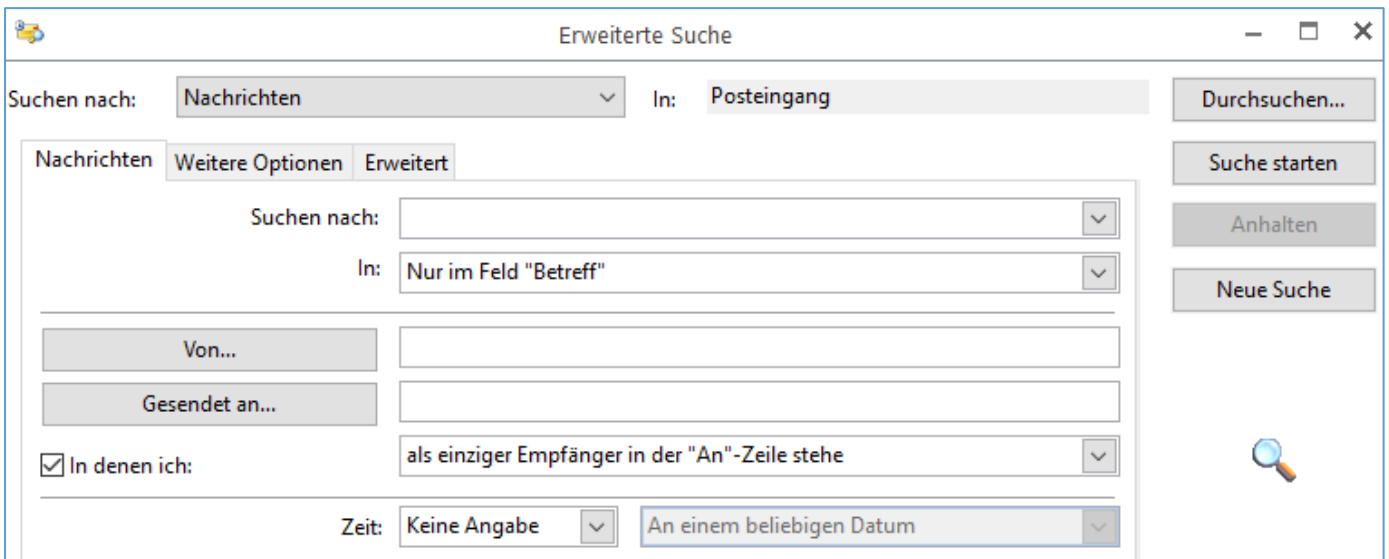 Erweiterte Suche
Suchen nach: Nachrichten In: Posteingang Durchsuchen...
Nachrichten Weitere Optionen Erweitert Suche starten
Suchen nach: Anhalten
In: Nur im Feld "Betreff" Neue Suche
Von...
Gesendet an...
In denen ich: als einziger Empfänger in der "An"-Zeile stehe
Zeit: Keine Angabe An einem beliebigen Datum